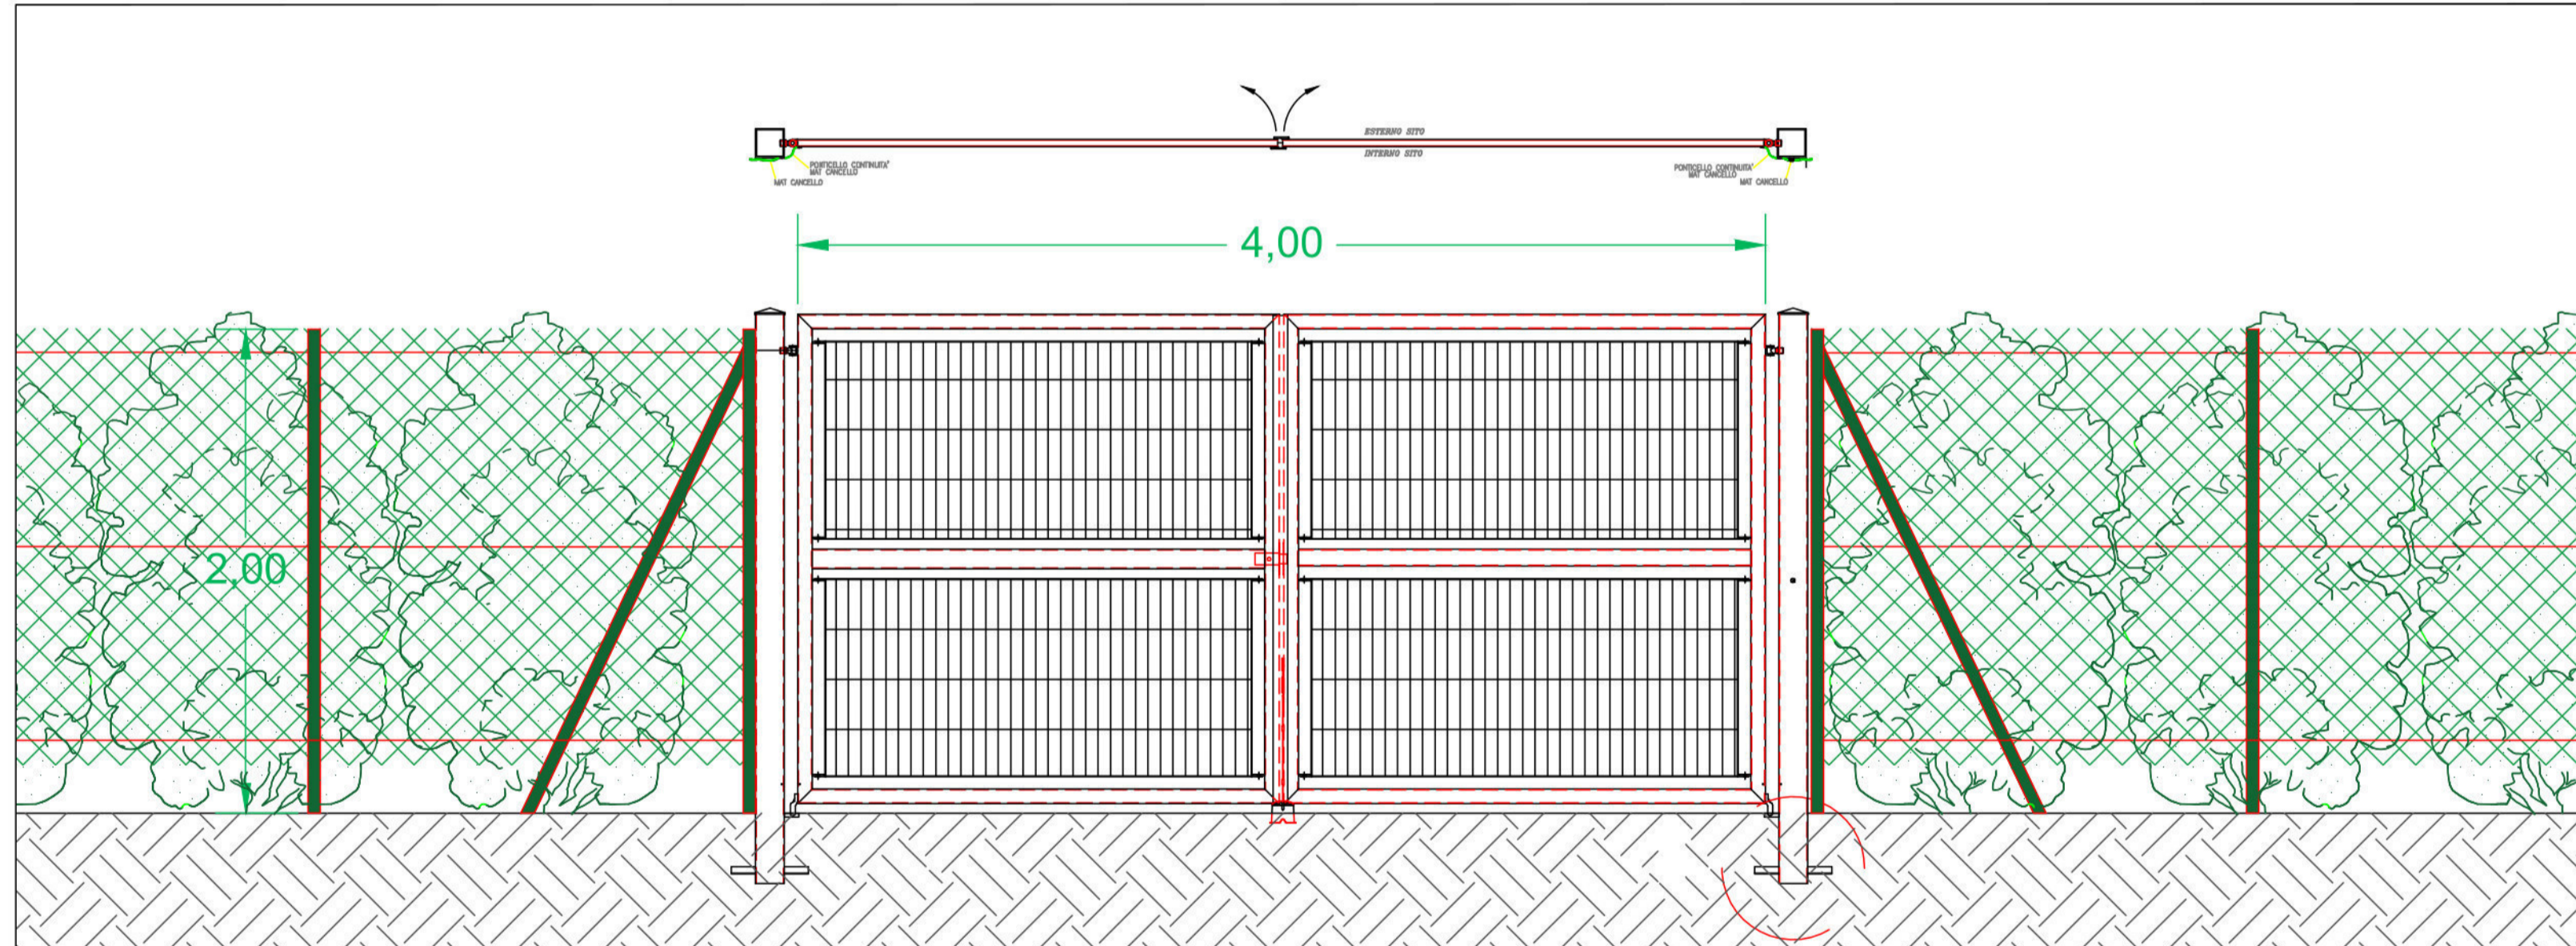 ESTERNO SITO
INTERNO SITO
PONTICELLO CONTINUITA'
MAT CANCELLO
MAT CANCELLO
PONTICELLO CONTINUITA'
MAT CANCELLO
MAT CANCELLO
4,00
2,00